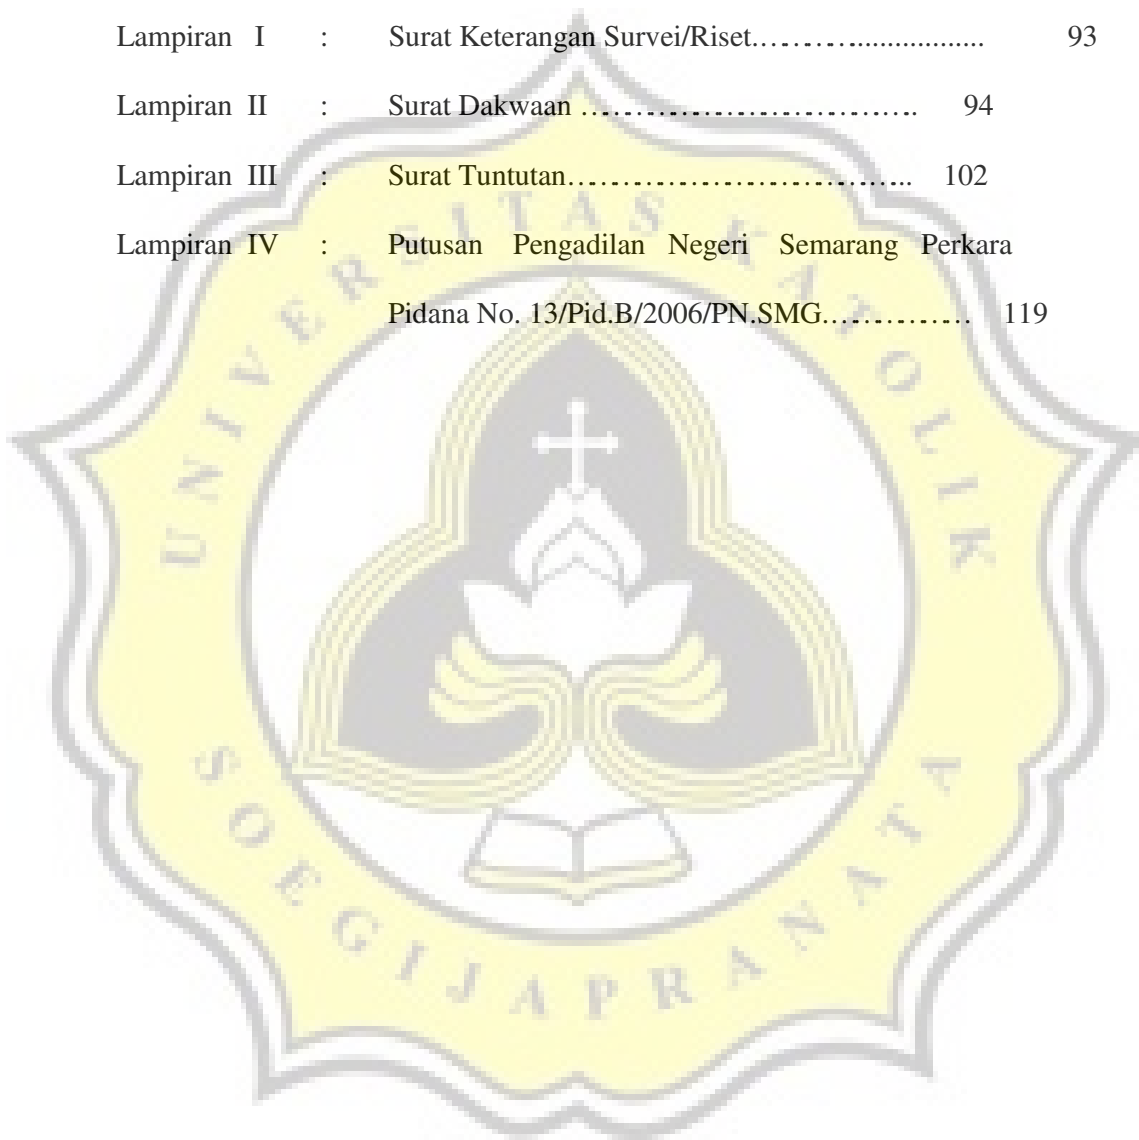 Lampiran I : Surat Keterangan Survei/Riset.................................. 93
Lampiran II : Surat Dakwaan .............................................. 94
Lampiran III : Surat Tuntutan............................................... 102
Lampiran IV : Putusan Pengadilan Negeri Semarang Perkara
Pidana No. 13/Pid.B/2006/PN.SMG.................... 119
UNIVERSITAS KATOLIK
SOEGIJAPRANATA